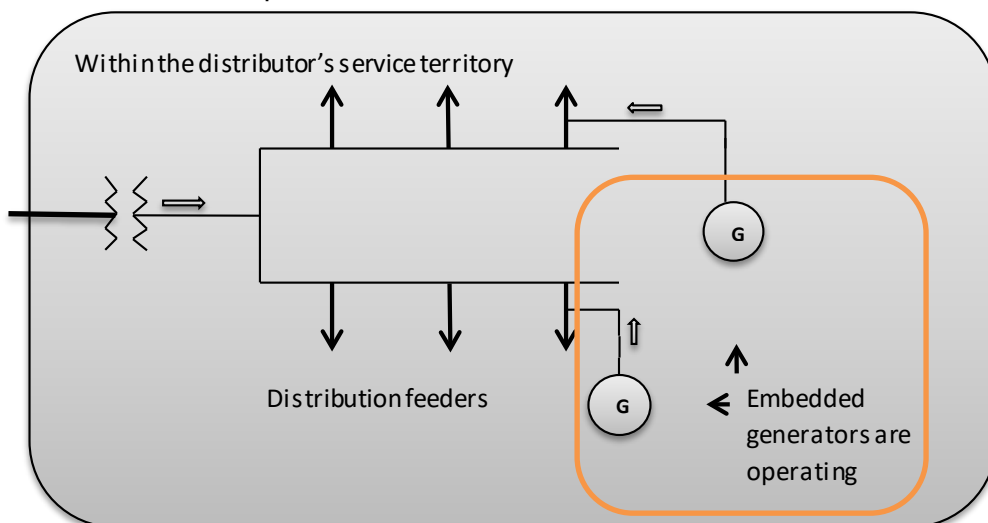 Within the distributor's service territory
G
Distribution feeders
G
Embedded
generators are
operating